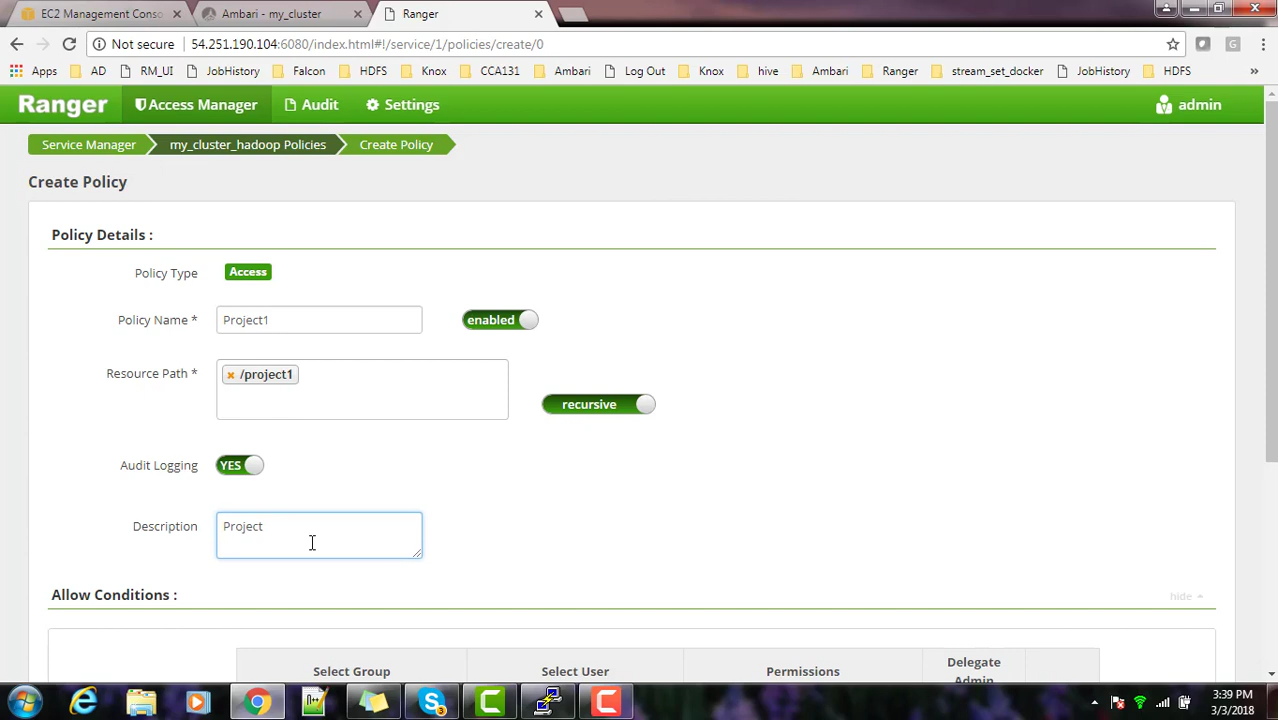 EC2 Management Conso
Ambari - my_cluster
Ranger
Not secure 54.251.190.104:6080/index.html#!/service/1/policies/create/0
Apps AD RM_UI JobHistory Falcon HDFS Knox CCA131 Ambari Log Out Knox hive Ambari Ranger stream_set_docker JobHistory HDFS »
Ranger Access Manager Audit Settings admin
Service Manager my_cluster_hadoop Policies Create Policy
Create Policy
Policy Details :
Policy Type Access
Policy Name * Project1 enabled
Resource Path * /project1
recursive
Audit Logging YES
Description Project
Allow Conditions :
hide
Select Group Select User Permissions Delegate Admin
3:39 PM
3/3/2018